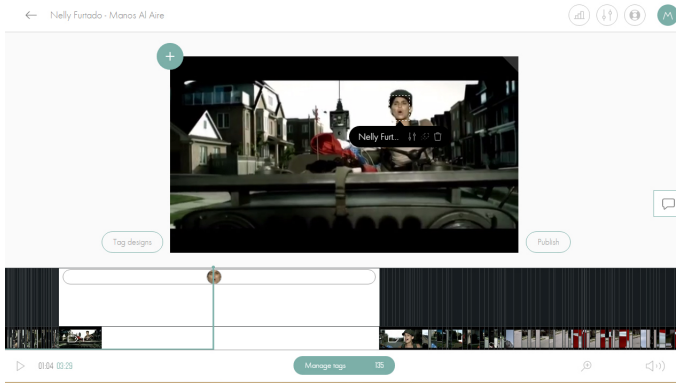 Nelly Furtado - Manos Al Aire
M
Nelly Furt...
Tag designs
Publish
01:04 03:29
Manage tags 135